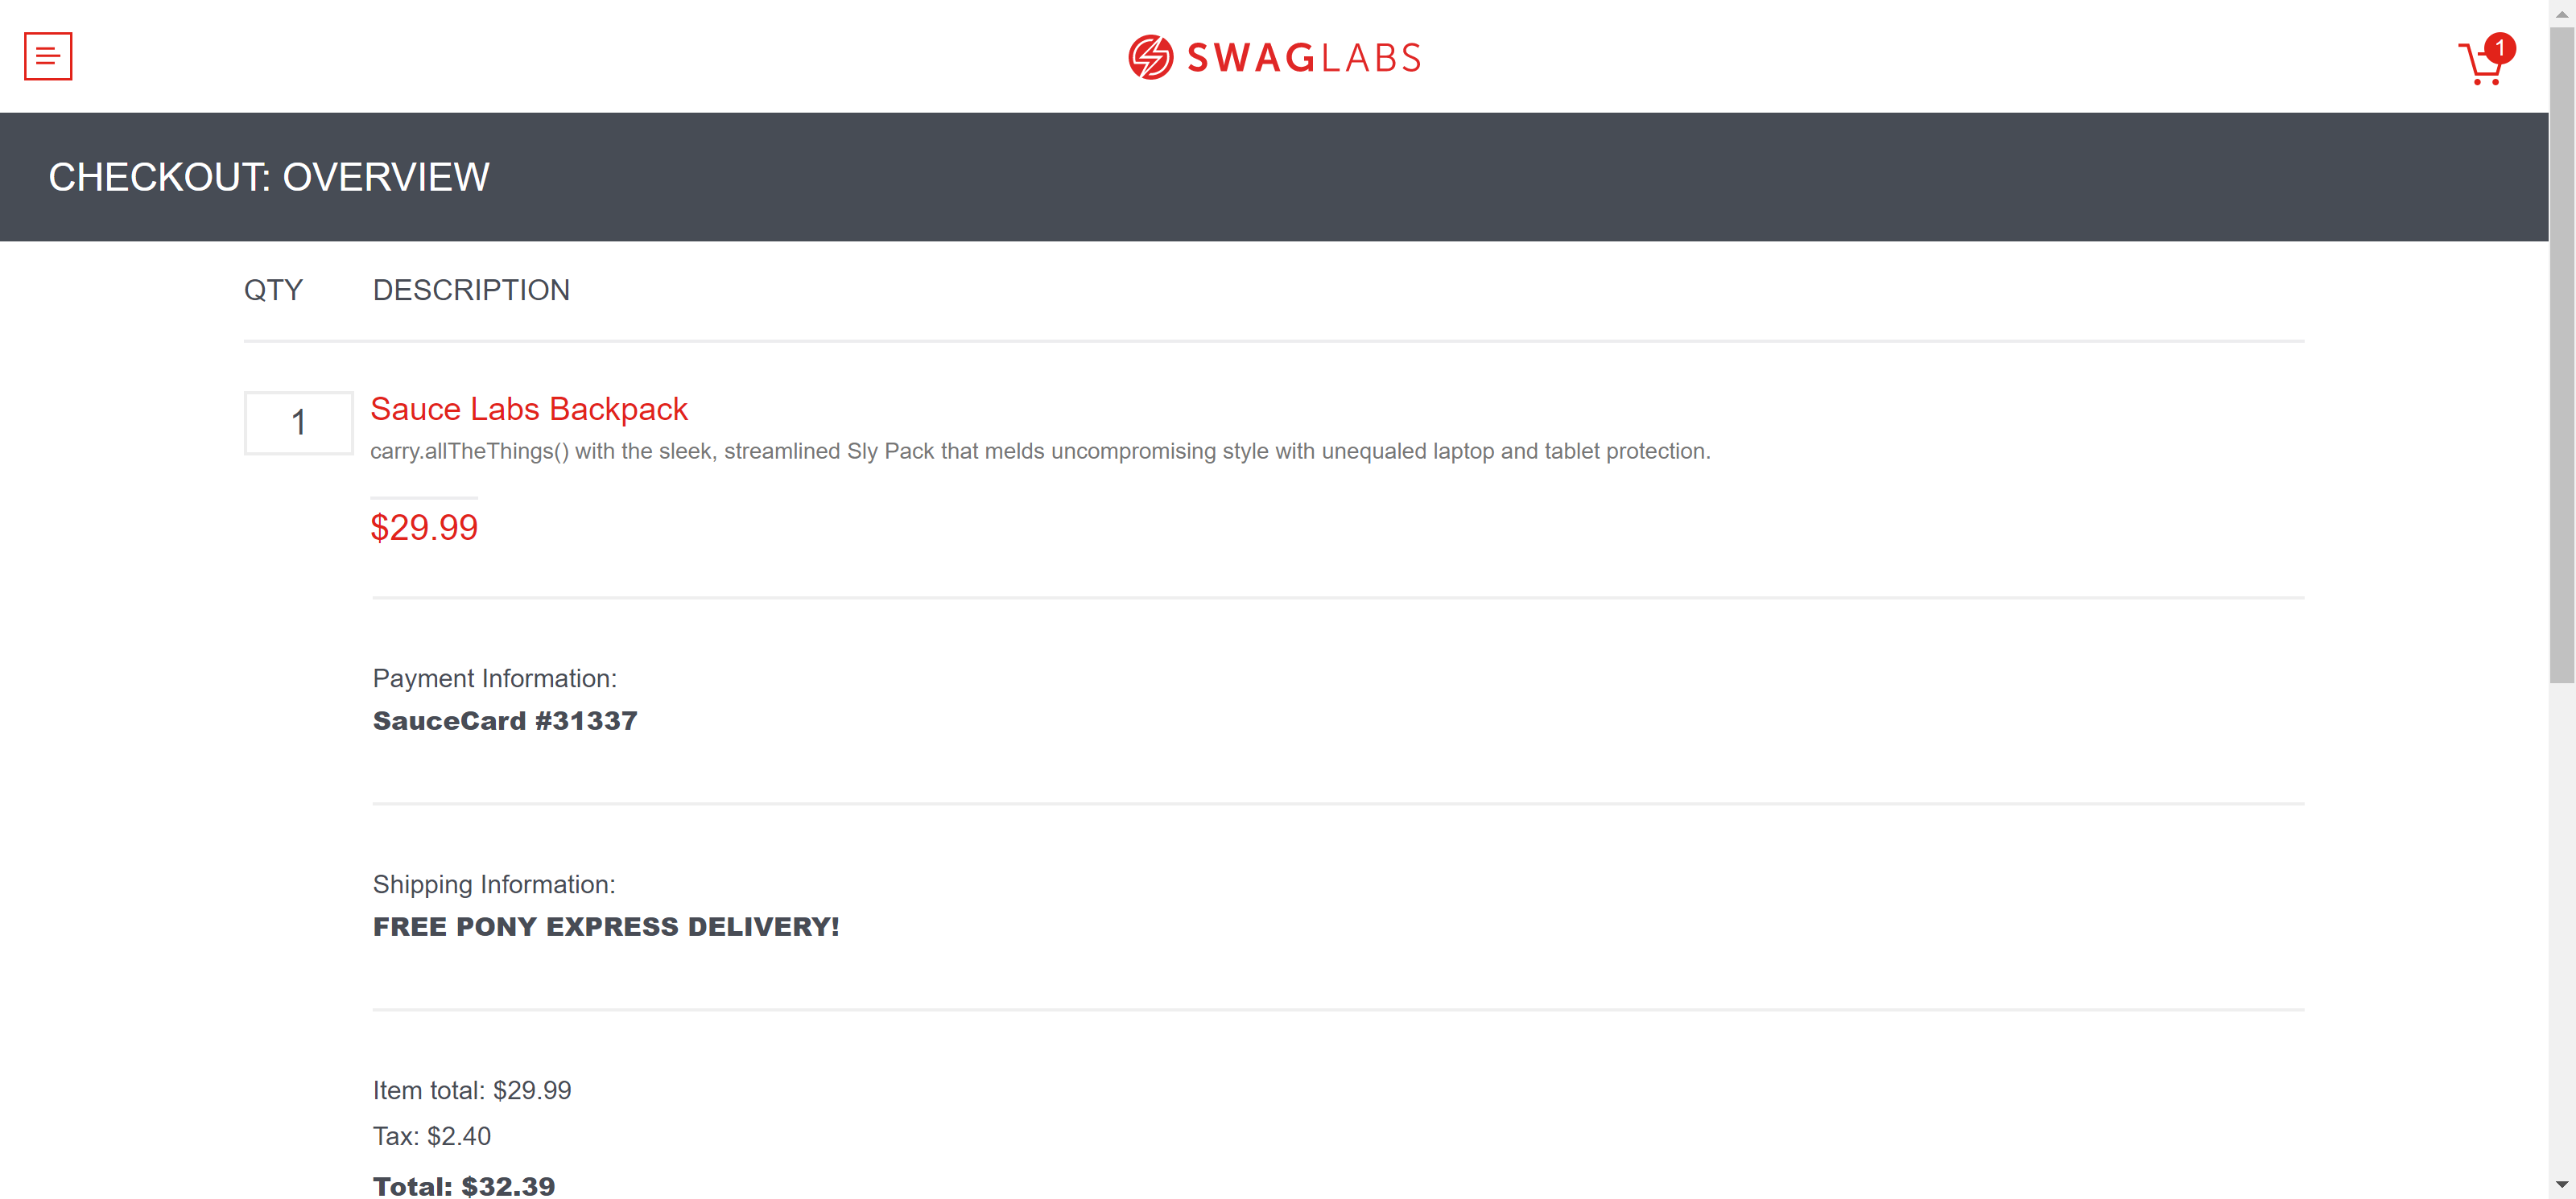 SWAGLABS
1
CHECKOUT: OVERVIEW
QTY DESCRIPTION
1
Sauce Labs Backpack
carry.allTheThings() with the sleek, streamlined Sly Pack that melds uncompromising style with unequaled laptop and tablet protection.
$29.99
Payment Information:
SauceCard #31337
Shipping Information:
FREE PONY EXPRESS DELIVERY!
Item total: $29.99
Tax: $2.40
Total: $32.39